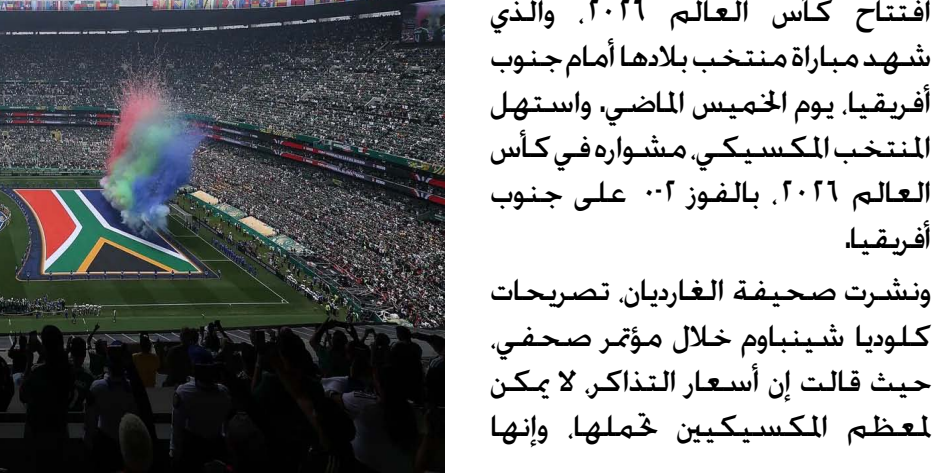 افتتاح كأس العالم ٢٠٢٦، والذي
شهد مباراة منتخب بلادها أمام جنوب
أفريقيا، يوم الخميس الماضي. واستهل
المنتخب المكسيكي، مشواره في كأس
العالم ٢٠٢٦، بالفوز ٢-٠ على جنوب
أفريقيا.
ونشرت صحيفة الغارديان، تصريحات
كلوديا شينباوم خلال مؤتمر صحفي،
حيث قالت إن أسعار التذاكر، لا يمكن
لمعظم المكسيكيين تحملها، وإنها